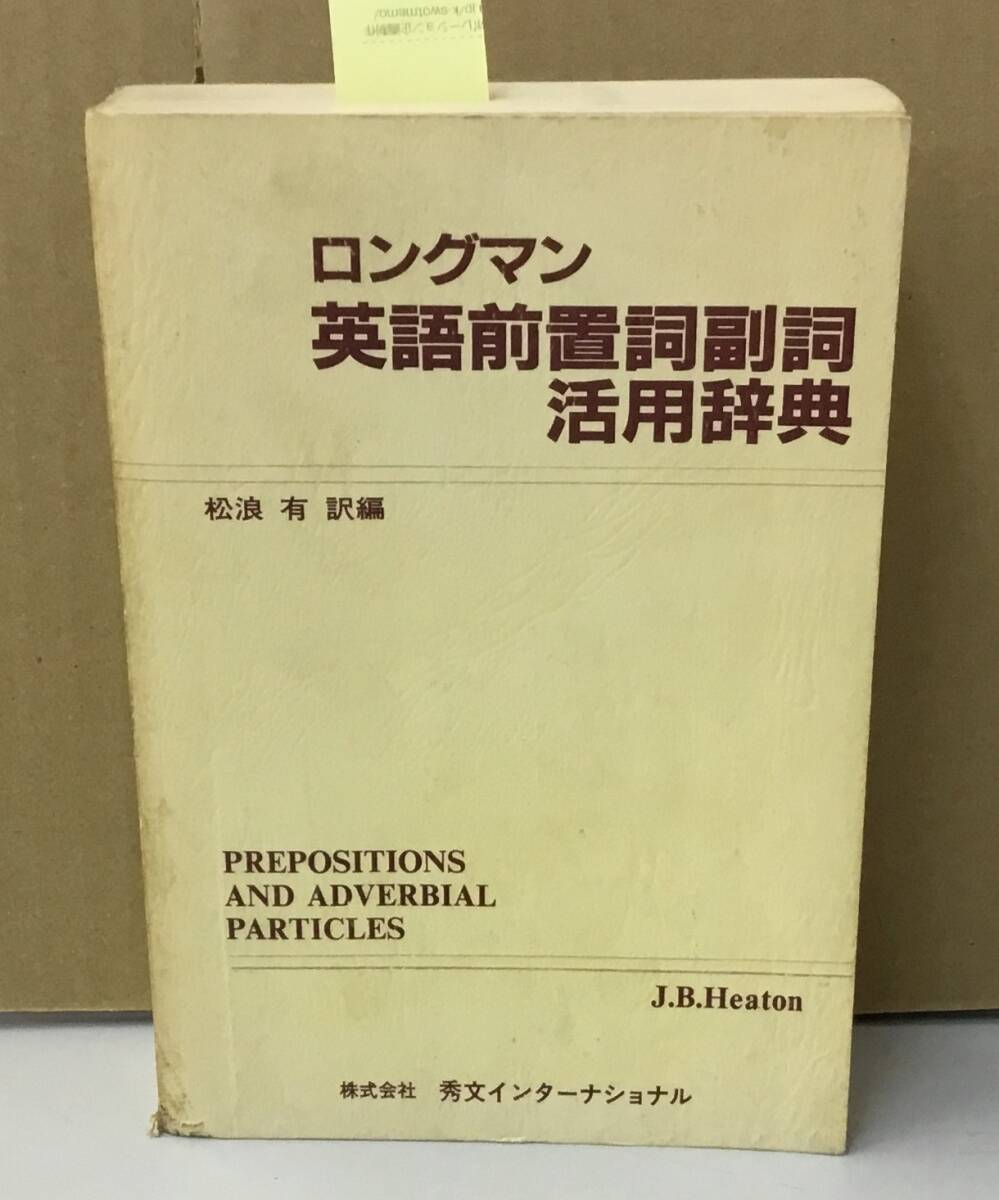 ロングマン
英語前置詞副詞
活用辞典
松浪 有 訳編
PREPOSITIONS
AND ADVERBIAL
PARTICLES
J.B.Heaton
株式会社 秀文インターナショナル